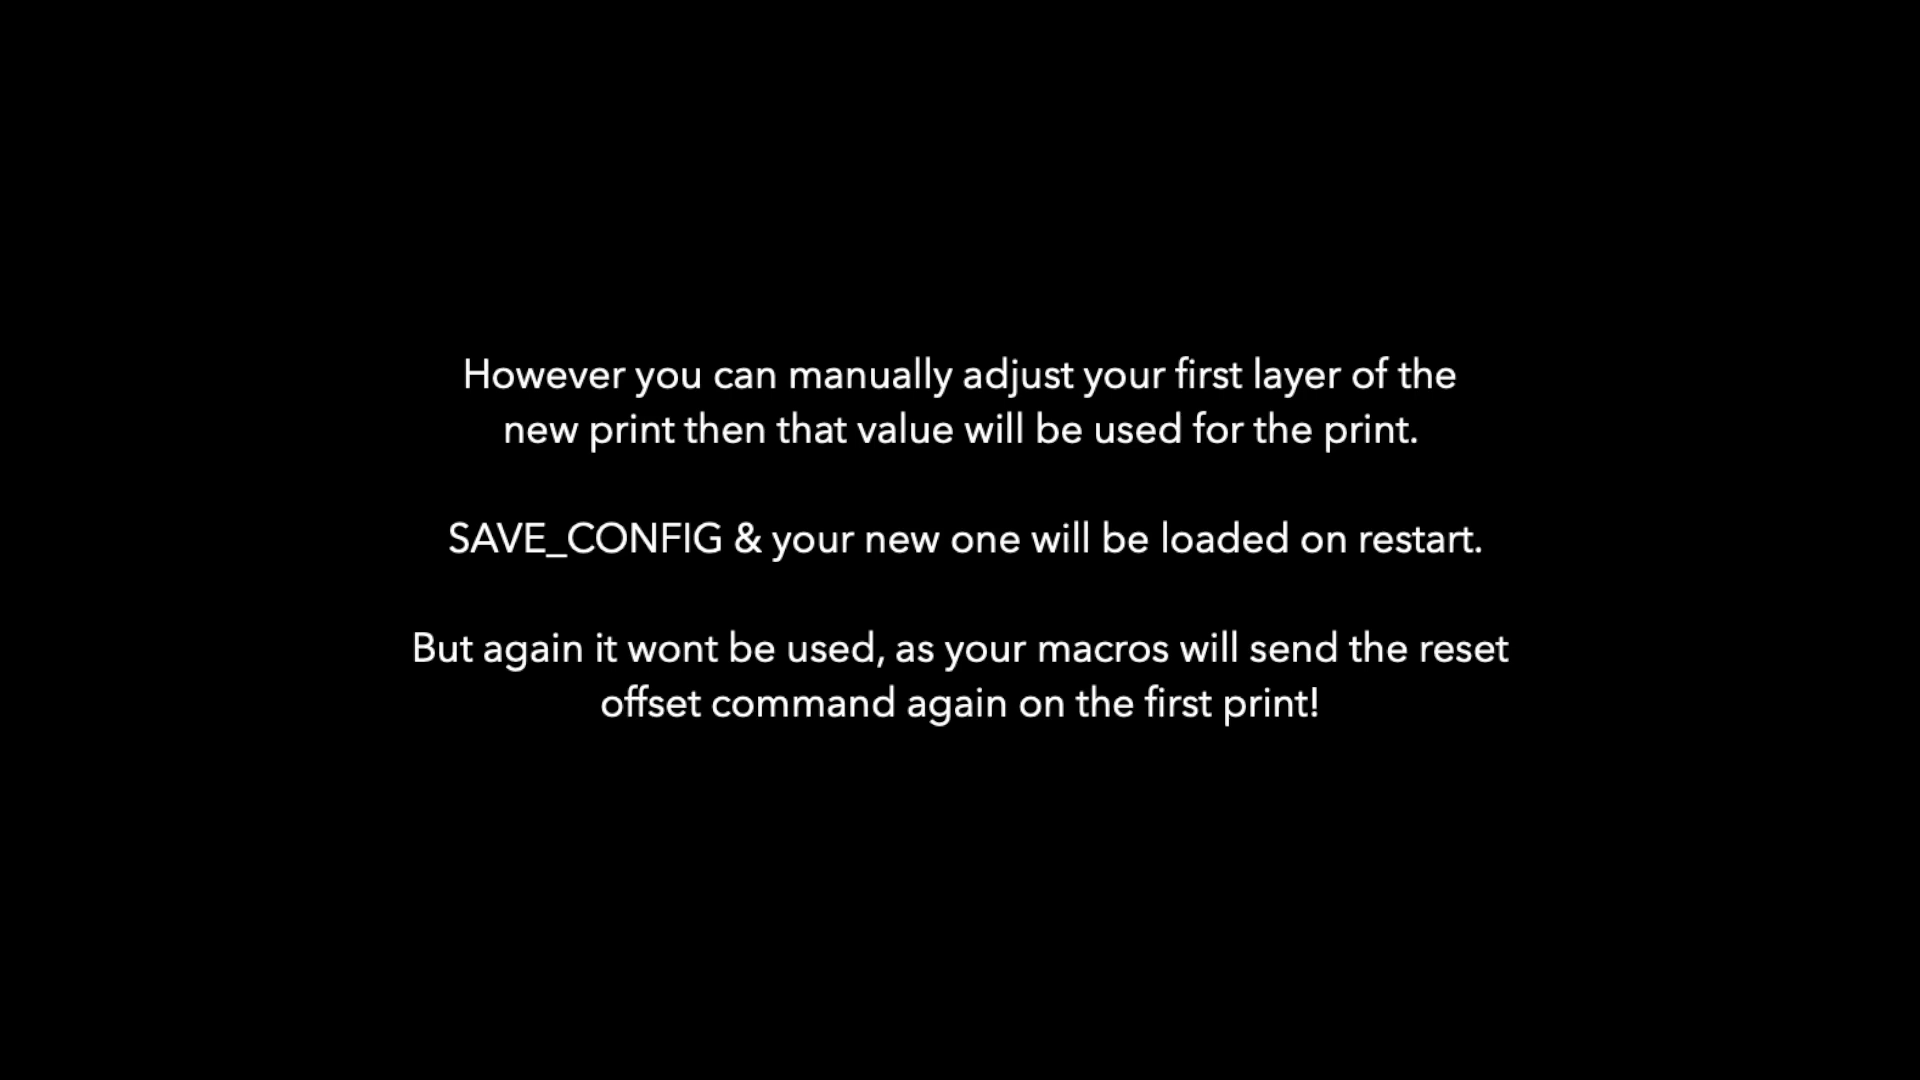 However you can manually adjust your first layer of the
new print then that value will be used for the print.
SAVE_CONFIG & your new one will be loaded on restart.
But again it wont be used, as your macros will send the reset
offset command again on the first print!